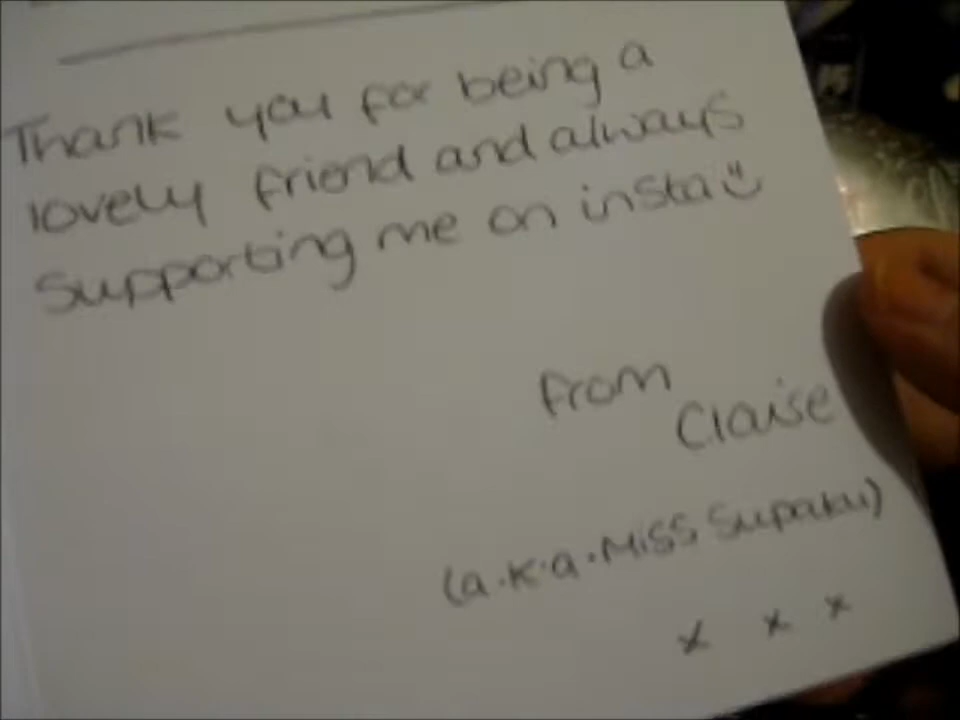 Thank you for being a
lovely friend and always
Supporting me on insta
from
Claise
(a.k.a. Miss Supaku)
x x x